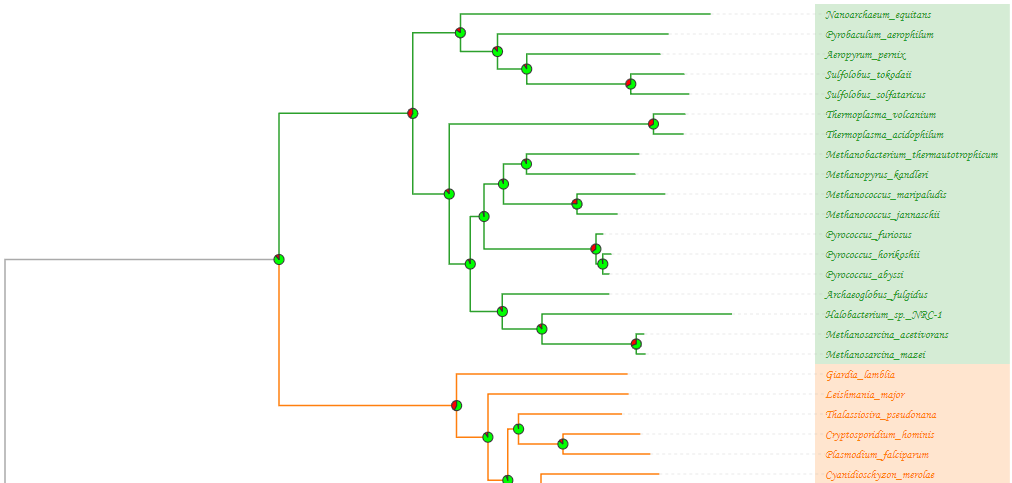 Nanoarchaeum_equitans
Pyrobaculum_aerophilum
Aeropyrum_pernix
Sulfolobus_tokodaii
Sulfolobus_solfataricus
Thermoplasma_volcanium
Thermoplasma_acidophilum
Methanobacterium_thermautotrophicum
Methanopyrus_kandleri
Methanococcus_maripaludis
Methanococcus_jannaschii
Pyrococcus_furiosus
Pyrococcus_horikoshii
Pyrococcus_abyssi
Archaeoglobus_fulgidus
Halobacterium_sp._NRC-1
Methanosarcina_acetivorans
Methanosarcina_mazei
Giardia_lamblia
Leishmania_major
Thalassiosira_pseudonana
Cryptosporidium_hominis
Plasmodium_falciparum
Cyanidioschyzon_merolae